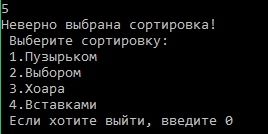 5
Неверно выбрана сортировка!
Выберите сортировку:
1.Пузырьком
2.Выбором
3.Хоара
4.Вставками
Если хотите выйти, введите 0